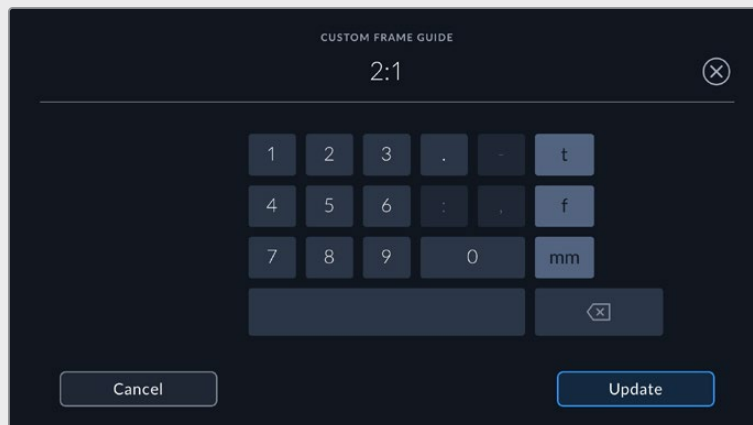 CUSTOM FRAME GUIDE
2:1
1 2 3 . - t
4 5 6 : , f
7 8 9 0 mm
Cancel Update